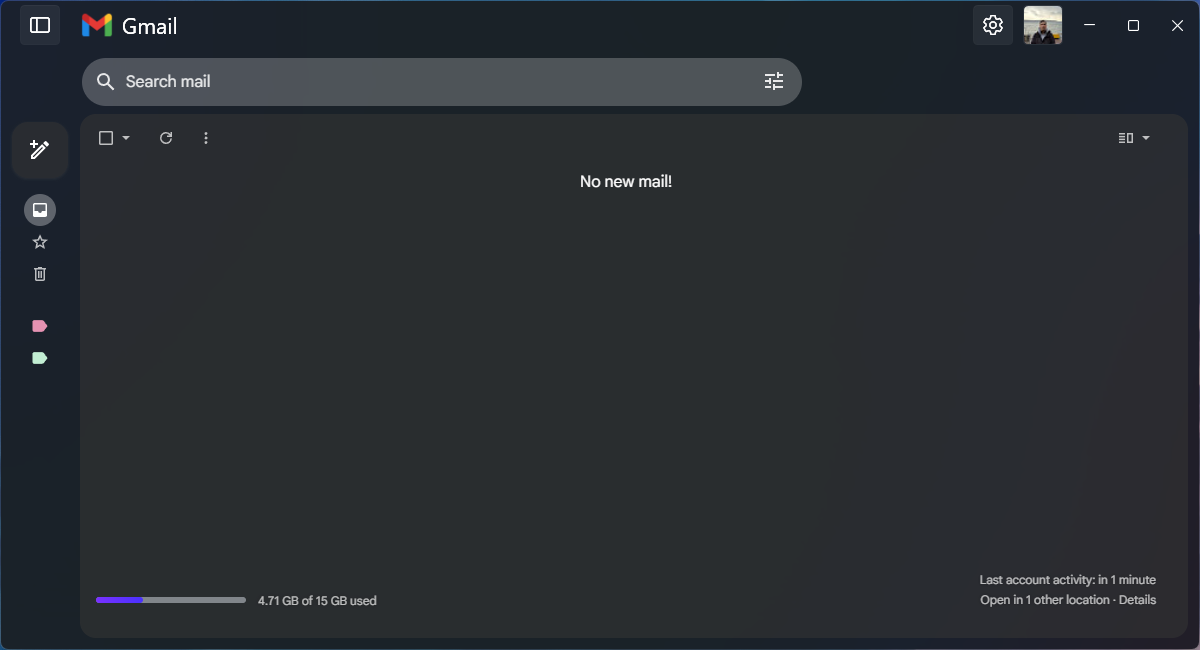 Gmail
Search mail
No new mail!
4.71 GB of 15 GB used
Last account activity: in 1 minute
Open in 1 other location · Details